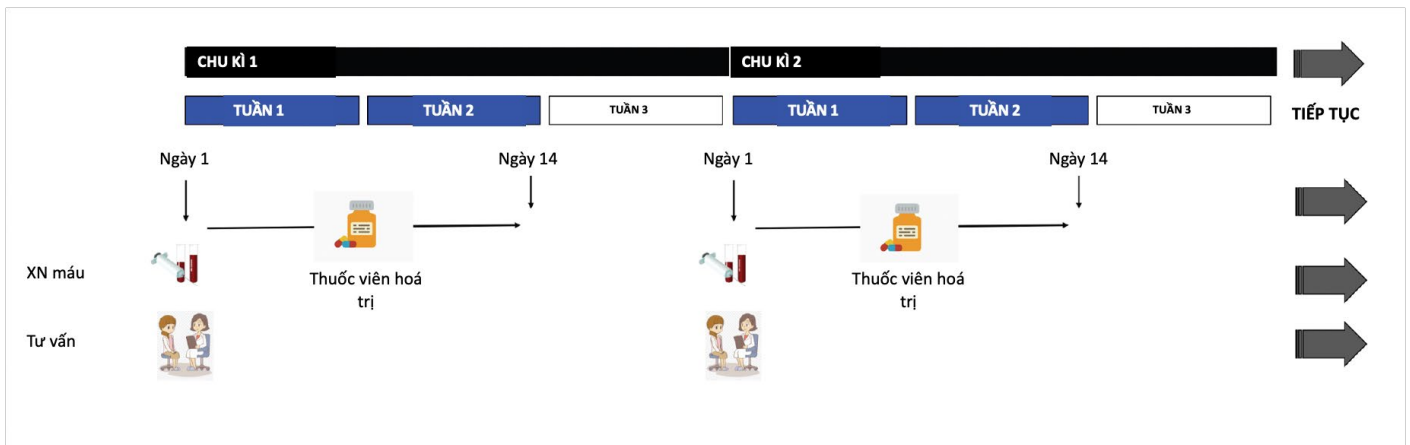 CHU KÌ 1
CHU KÌ 2
TUẦN 1
TUẦN 2
TUẦN 3
TUẦN 1
TUẦN 2
TUẦN 3
TIẾP TỤC
Ngày 1
Ngày 14
Ngày 1
Ngày 14
XN máu
Thuốc viên hoá
trị
Thuốc viên hoá
trị
Tư vấn